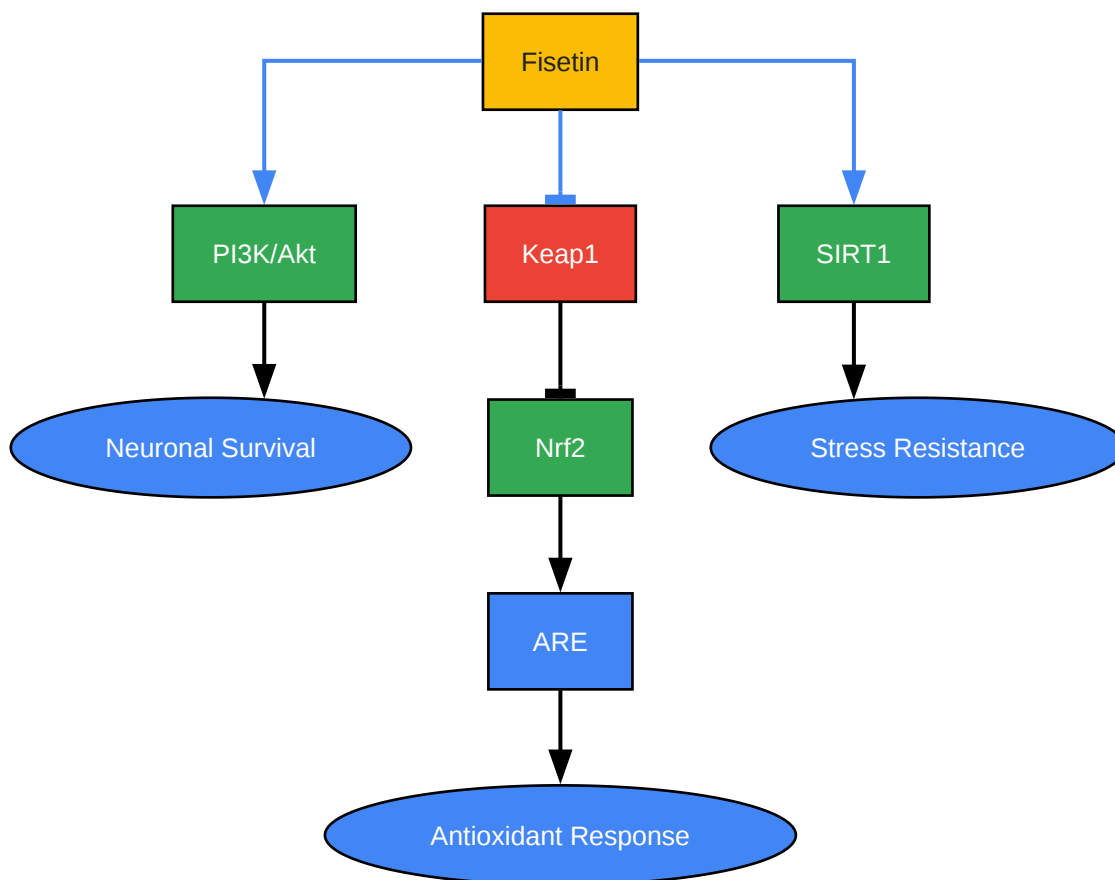 Fisetin
PI3K/Akt
Keap1
SIRT1
Neuronal Survival
Nrf2
Stress Resistance
ARE
Antioxidant Response